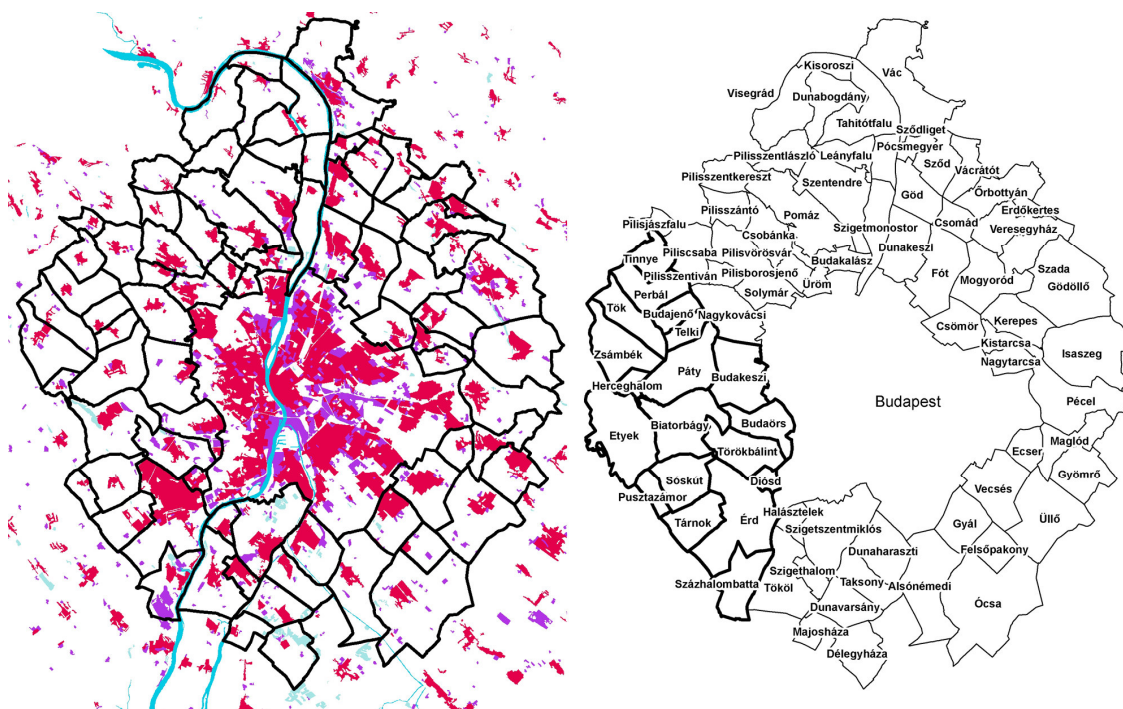 Kisoroszi
Vác
Visegrád
Dunabogdány
Tahitótfalu
Sződliget
Pócsmegyer
Pilisszentlászló
Leányfalu
Sződ
Vácrátót
Pilisszentkereszt
Szentendre
Őrbottyán
Göd
Pilisszántó
Erdőkertes
Pomáz
Pilisjászfalu
Csomád
Veresegyház
Szigetmonostor
Csobánka
Dunakeszi
Piliscsaba
Pilisvörösvár
Tinnye
Budakalász
Szada
Pilisszentiván
Pilisborosjenő
Fót
Mogyoród
Gödöllő
Üröm
Perbál
Solymár
Tök
Budajenő
Nagykovácsi
Kerepes
Csömör
Telki
Kistarcsa
Zsámbék
Isaszeg
Nagytarcsa
Páty
Budakeszi
Herceghalom
Budapest
Pécel
Biatorbágy
Budaörs
Etyek
Maglód
Törökbálint
Ecser
Gyömrő
Sóskút
Diósd
Vecsés
Pusztazámor
Halásztelek
Üllő
Tárnok
Érd
Gyál
Szigetszentmiklós
Dunaharaszti
Felsőpakony
Szigethalom
Százhalombatta
Tököl
Taksony
Alsónémedi
Ócsa
Dunavarsány
Majosháza
Délegyháza